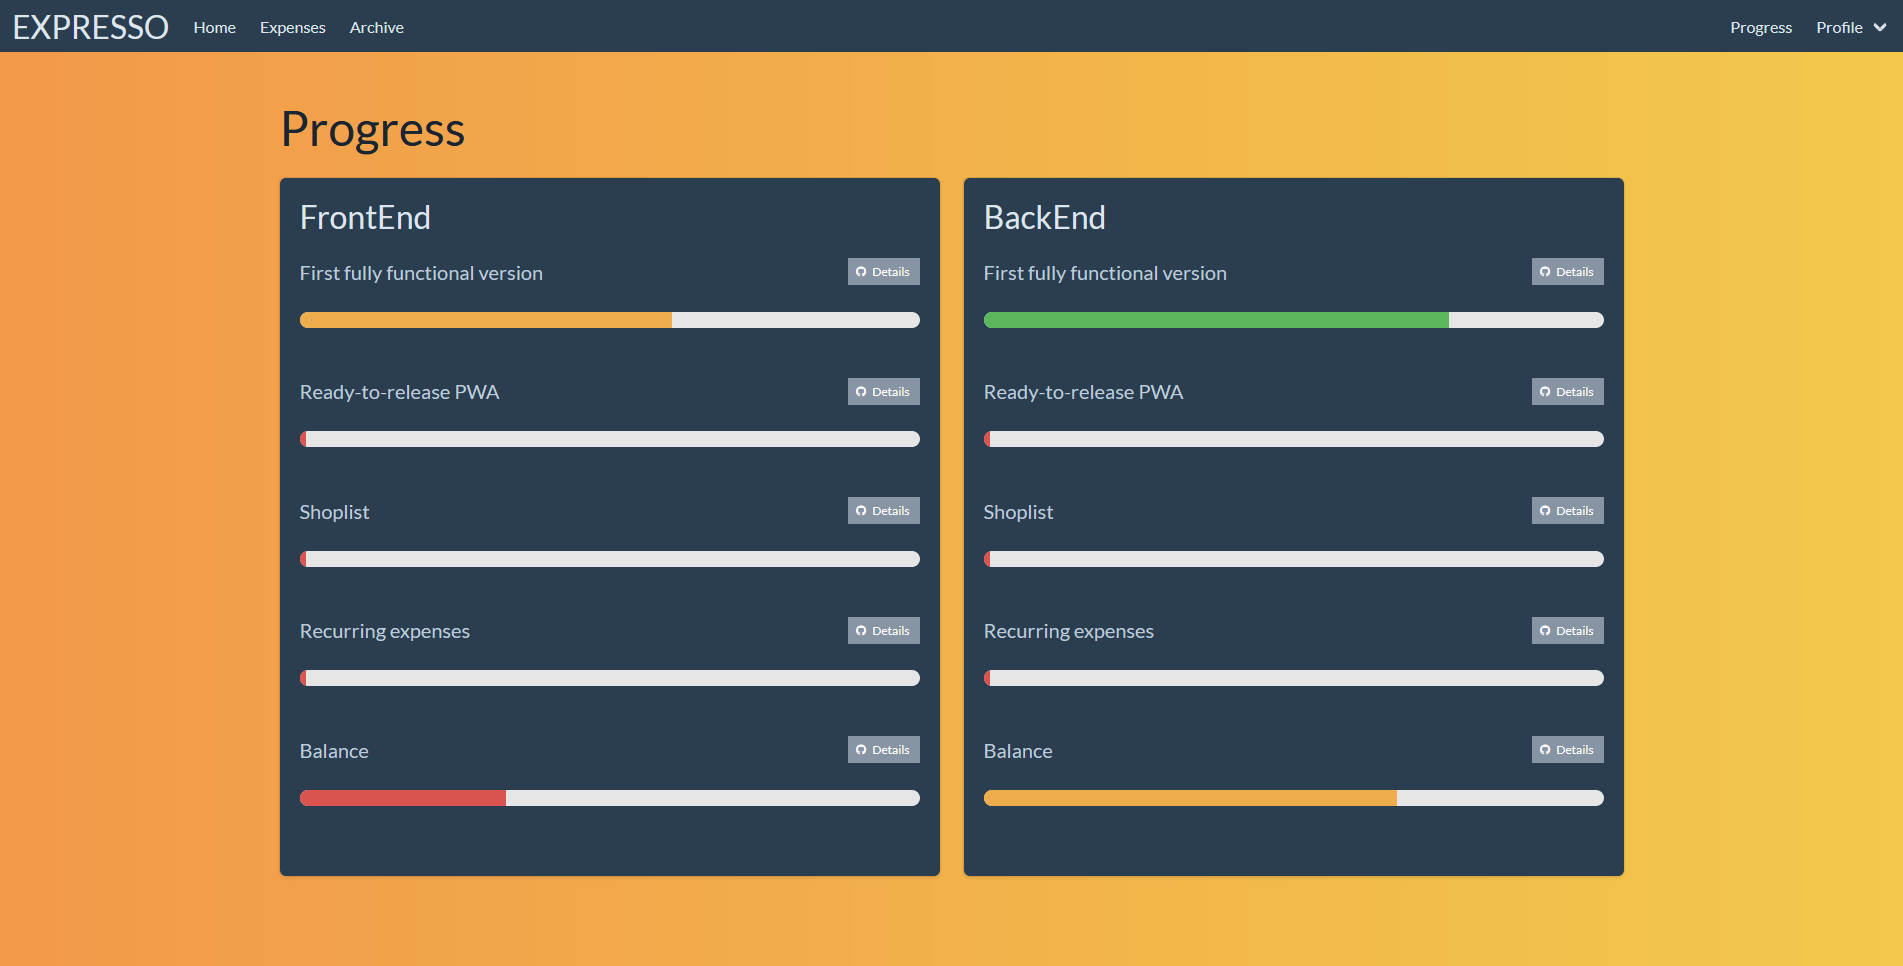 EXPRESSO Home Expenses Archive Progress Profile
Progress
FrontEnd
First fully functional version Details
Ready-to-release PWA Details
Shoplist Details
Recurring expenses Details
Balance Details
BackEnd
First fully functional version Details
Ready-to-release PWA Details
Shoplist Details
Recurring expenses Details
Balance Details